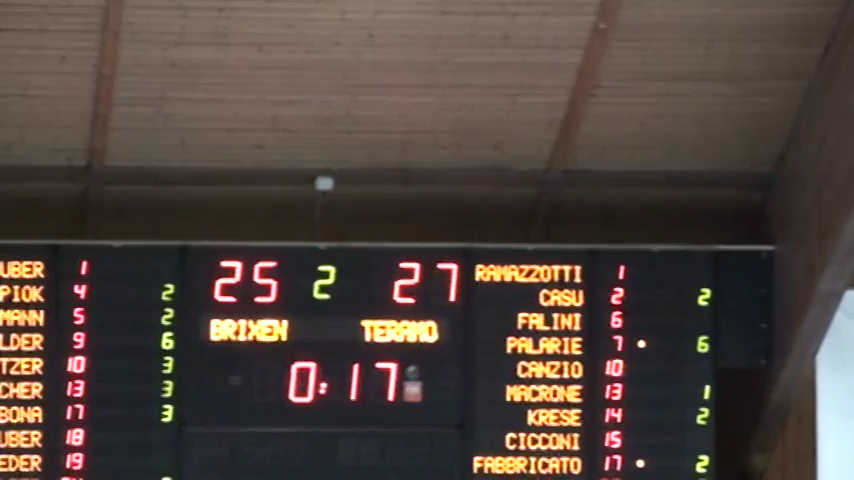 UBER 1
PIOK 4 2
MANN 5 2
LDER 9 6
TZER 10 3
CHER 13 3
BONA 17 3
UBER 18
EDER 19
25 2 27
BRIXEN TERAMO
0:17
RAMAZZOTTI 1
CASU 2 2
FALINI 6
PALARIE 7 6
CANZIO 10
MACRONE 13 1
KRESE 14 2
CICCONI 15
FABBRICATO 17 2